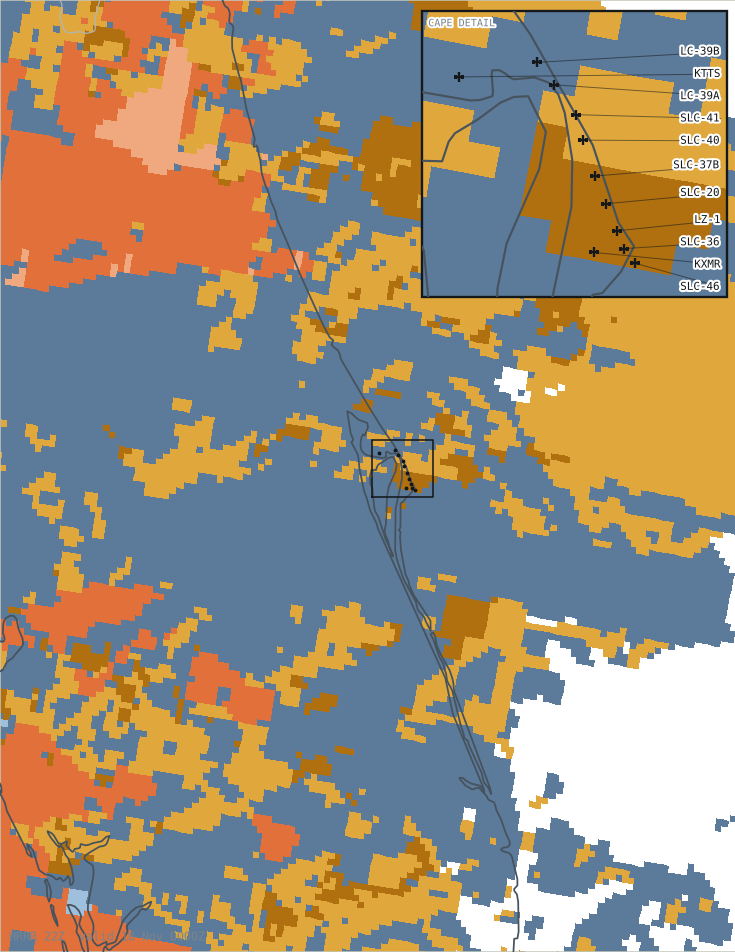 CAPE DETAIL
LC-39B
KTTS
LC-39A
SLC-41
SLC-40
SLC-37B
SLC-20
LZ-1
SLC-36
KXMR
SLC-46